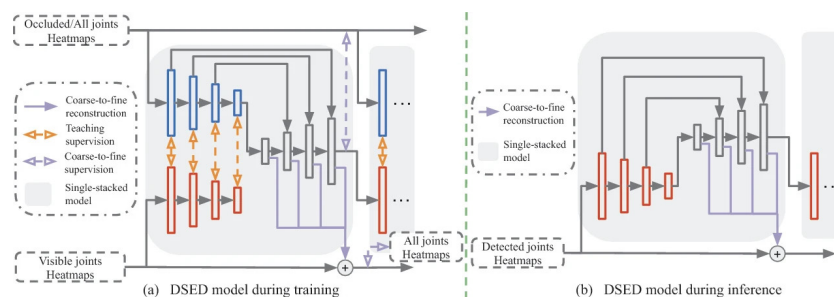 Occluded/All joints
Heatmaps
Coarse-to-fine
reconstruction
Teaching
supervision
Coarse-to-fine
supervision
Single-stacked
model
...
...
All joints
Heatmaps
Visible joints
Heatmaps
+
(a) DSED model during training
Coarse-to-fine
reconstruction
Single-stacked
model
...
Detected joints
Heatmaps
+
(b) DSED model during inference